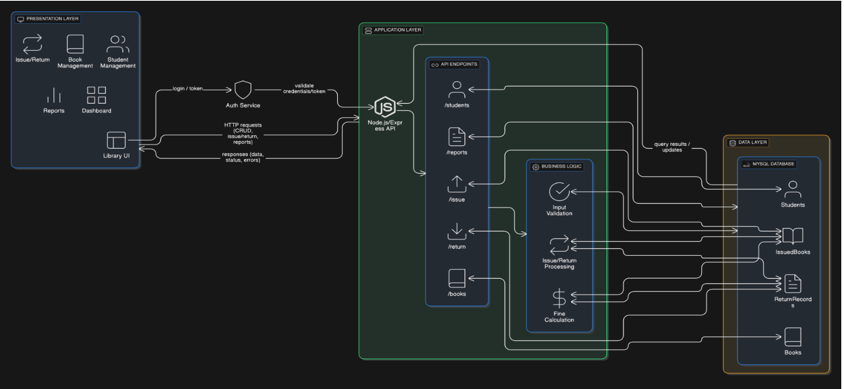 PRESENTATION LAYER
Issue/Return
Book
Management
Student
Management
Reports
Dashboard
Library UI
login / token
Auth Service
validate
credentials/token
HTTP requests
(CRUD,
issue/return,
reports)
responses (data,
status, errors)
APPLICATION LAYER
JS
Node js/Expr
ess API
API ENDPOINTS
/students
/reports
/issue
/return
/books
BUSINESS LOGIC
Input
Validation
Issue/Return
Processing
Fine
Calculation
query results /
updates
DATA LAYER
MYSQL DATABASE
Students
IssuedBooks
ReturnRecord
s
Books